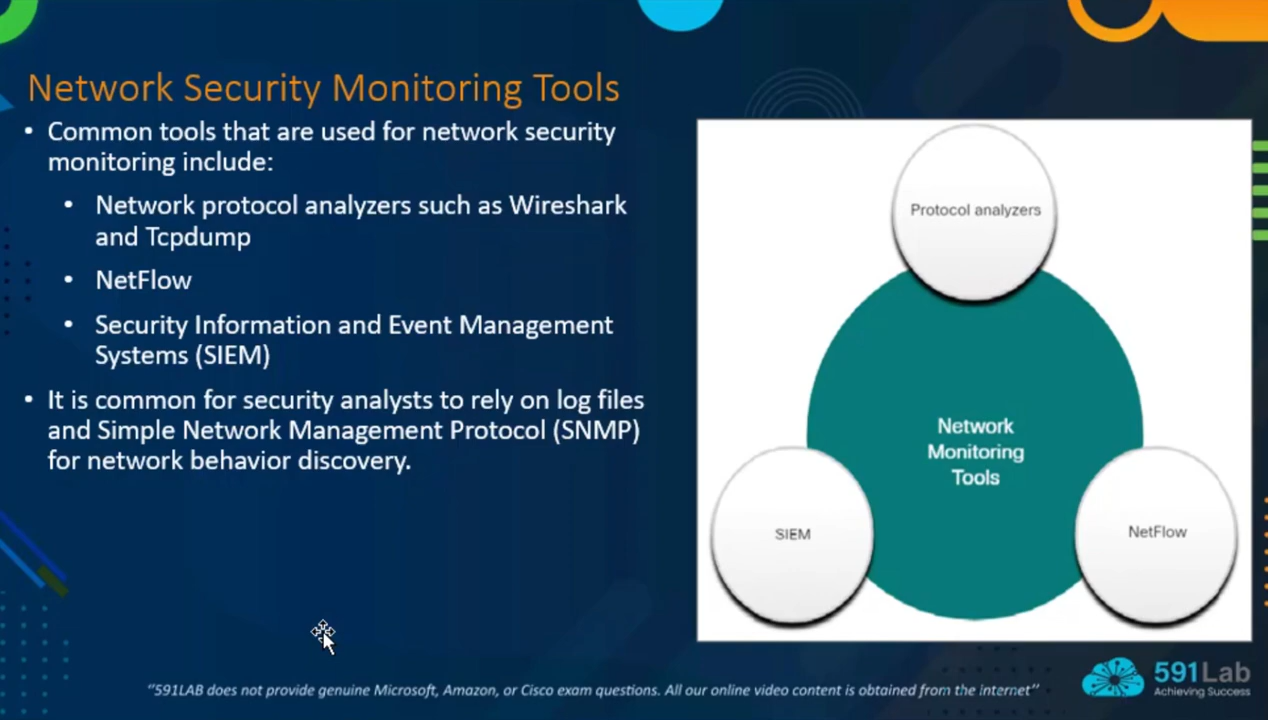 Network Security Monitoring Tools
• Common tools that are used for network security
monitoring include:
• Network protocol analyzers such as Wireshark
and Tcpdump
• NetFlow
• Security Information and Event Management
Systems (SIEM)
• It is common for security analysts to rely on log files
and Simple Network Management Protocol (SNMP)
for network behavior discovery.
Protocol analyzers
Network
Monitoring
Tools
SIEM
NetFlow
"591LAB does not provide genuine Microsoft, Amazon, or Cisco exam questions. All our online video content is obtained from the internet"
591Lab
Achieving Success